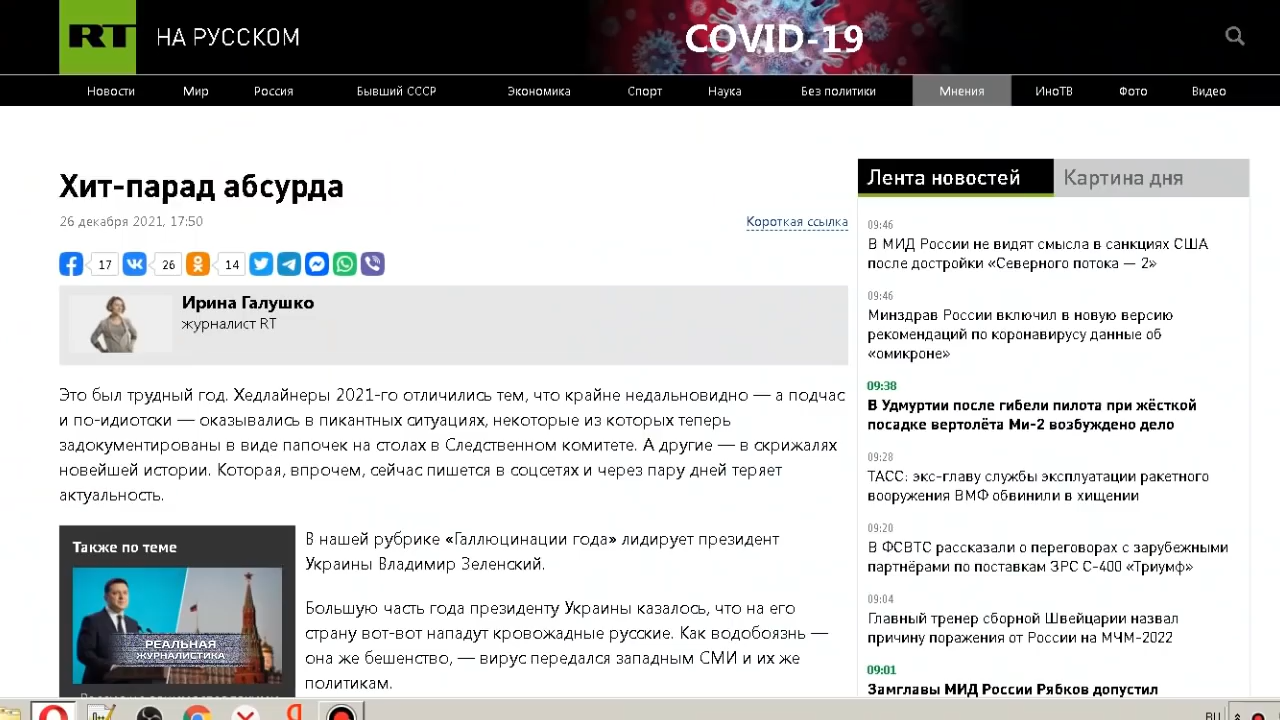 RT НА РУССКОМ
COVID-19
Новости Мир Россия Бывший СССР Экономика Спорт Наука Без политики Мнения ИноТВ Фото Видео
Хит-парад абсурда
26 декабря 2021, 17:50
Короткая ссылка
17 26 14
Ирина Галушко
журналист RT
Это был трудный год. Хедлайнеры 2021-го отличились тем, что крайне недальновидно — а подчас
и по-идиотски — оказывались в пикантных ситуациях, некоторые из которых теперь
задокументированы в виде папочек на столах в Следственном комитете. А другие — в скрижалях
новейшей истории. Которая, впрочем, сейчас пишется в соцсетях и через пару дней теряет
актуальность.
Также по теме
РЕАЛЬНАЯ
ЖУРНАЛИСТИКА
В нашей рубрике «Галлюцинации года» лидирует президент
Украины Владимир Зеленский.
Большую часть года президенту Украины казалось, что на его
страну вот-вот нападут кровожадные русские. Как водобоязнь —
она же бешенство, — вирус передался западным СМИ и их же
политикам.
Лента новостей Картина дня
09:46
В МИД России не видят смысла в санкциях США
после достройки «Северного потока — 2»
09:46
Минздрав России включил в новую версию
рекомендаций по коронавирусу данные об
«омикроне»
09:38
В Удмуртии после гибели пилота при жёсткой
посадке вертолёта Ми-2 возбуждено дело
09:28
ТАСС: экс-главу службы эксплуатации ракетного
вооружения ВМФ обвинили в хищении
09:20
В ФСВТС рассказали о переговорах с зарубежными
партнёрами по поставкам ЗРС С-400 «Триумф»
09:04
Главный тренер сборной Швейцарии назвал
причину поражения от России на МЧМ-2022
09:01
Замглавы МИД России Рябков допустил
RU